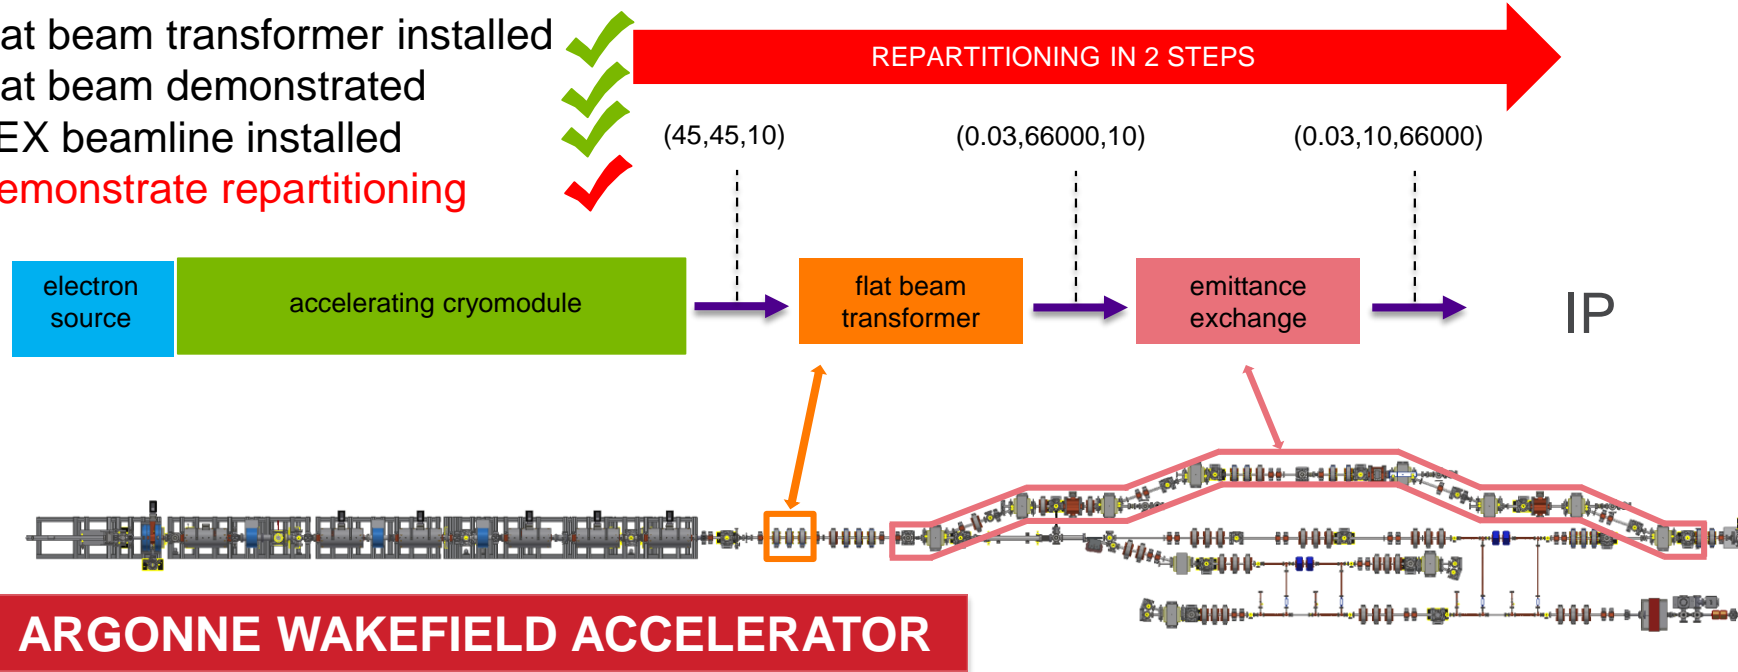 at beam transformer installed
at beam demonstrated
EX beamline installed
emonstrate repartitioning
REPARTITIONING IN 2 STEPS
(45,45,10)
(0.03,66000,10)
(0.03,10,66000)
electron
source
accelerating cryomodule
flat beam
transformer
emittance
exchange
IP
ARGONNE WAKEFIELD ACCELERATOR